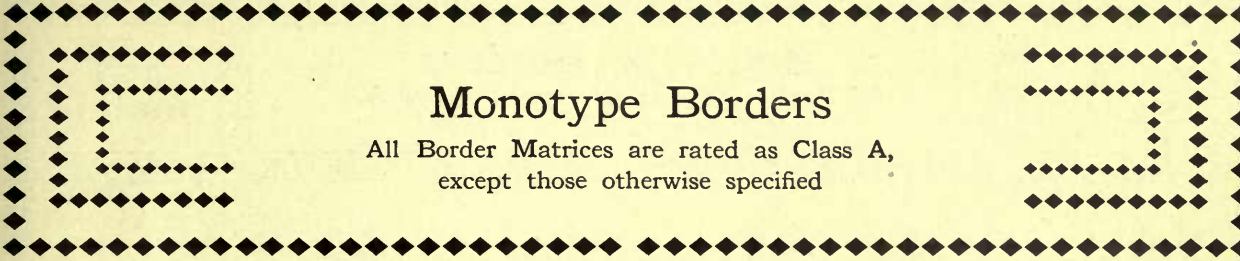 Monotype Borders
All Border Matrices are rated as Class A,
except those otherwise specified